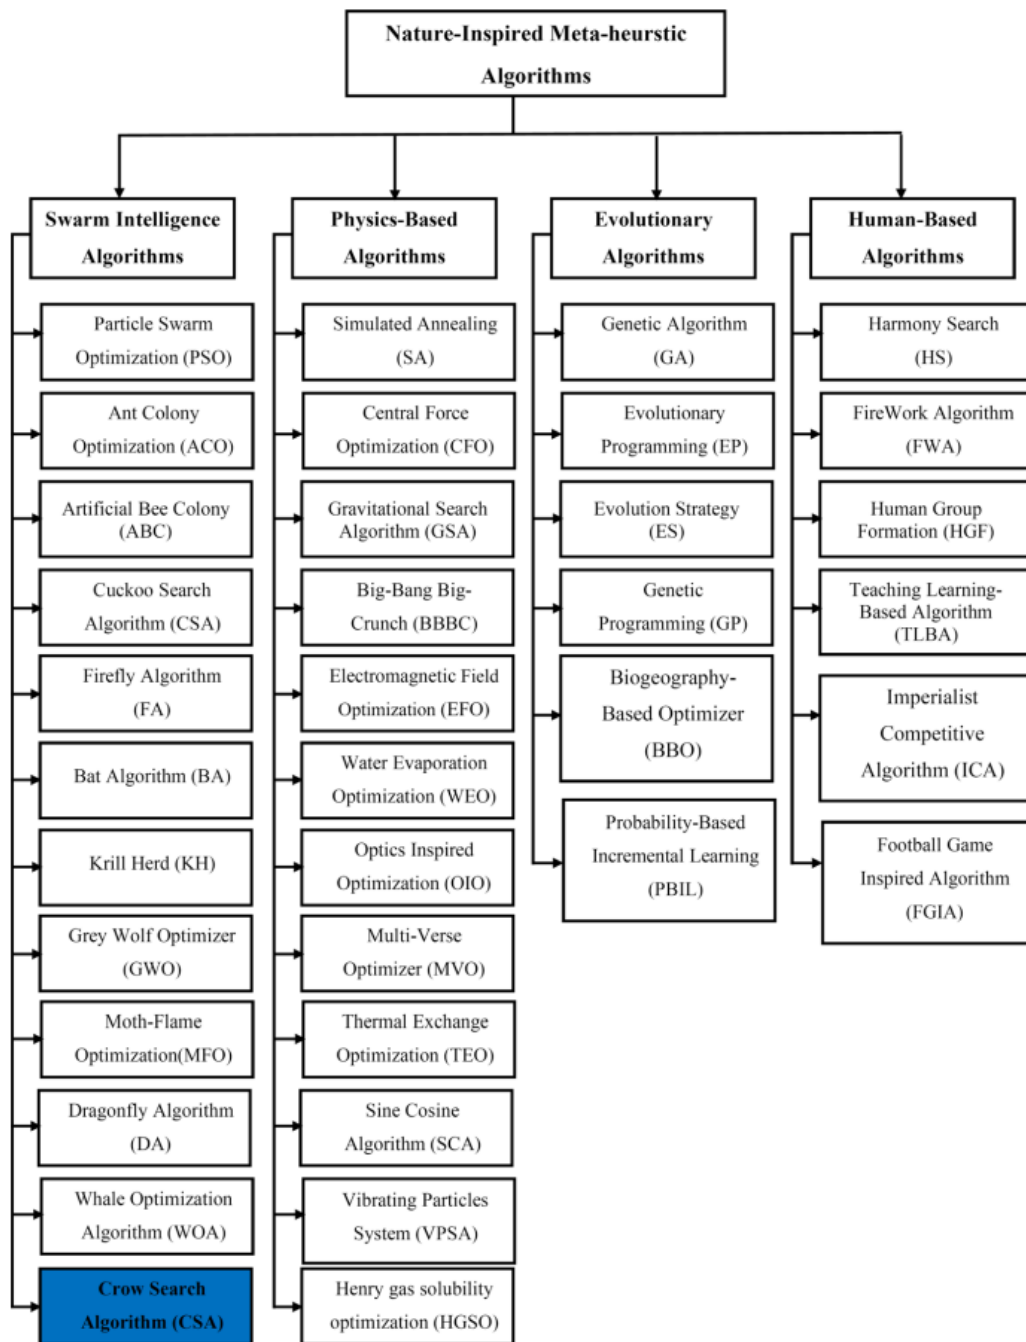 Nature-Inspired Meta-heurstic
Algorithms
Swarm Intelligence
Algorithms
Particle Swarm
Optimization (PSO)
Ant Colony
Optimization (ACO)
Artificial Bee Colony
(ABC)
Cuckoo Search
Algorithm (CSA)
Firefly Algorithm
(FA)
Bat Algorithm (BA)
Krill Herd (KH)
Grey Wolf Optimizer
(GWO)
Moth-Flame
Optimization(MFO)
Dragonfly Algorithm
(DA)
Whale Optimization
Algorithm (WOA)
Crow Search
Algorithm (CSA)
Physics-Based
Algorithms
Simulated Annealing
(SA)
Central Force
Optimization (CFO)
Gravitational Search
Algorithm (GSA)
Big-Bang Big-
Crunch (BBBC)
Electromagnetic Field
Optimization (EFO)
Water Evaporation
Optimization (WEO)
Optics Inspired
Optimization (OIO)
Multi-Verse
Optimizer (MVO)
Thermal Exchange
Optimization (TEO)
Sine Cosine
Algorithm (SCA)
Vibrating Particles
System (VPSA)
Henry gas solubility
optimization (HGSO)
Evolutionary
Algorithms
Genetic Algorithm
(GA)
Evolutionary
Programming (EP)
Evolution Strategy
(ES)
Genetic
Programming (GP)
Biogeography-
Based Optimizer
(BBO)
Probability-Based
Incremental Learning
(PBIL)
Human-Based
Algorithms
Harmony Search
(HS)
FireWork Algorithm
(FWA)
Human Group
Formation (HGF)
Teaching Learning-
Based Algorithm
(TLBA)
Imperialist
Competitive
Algorithm (ICA)
Football Game
Inspired Algorithm
(FGIA)